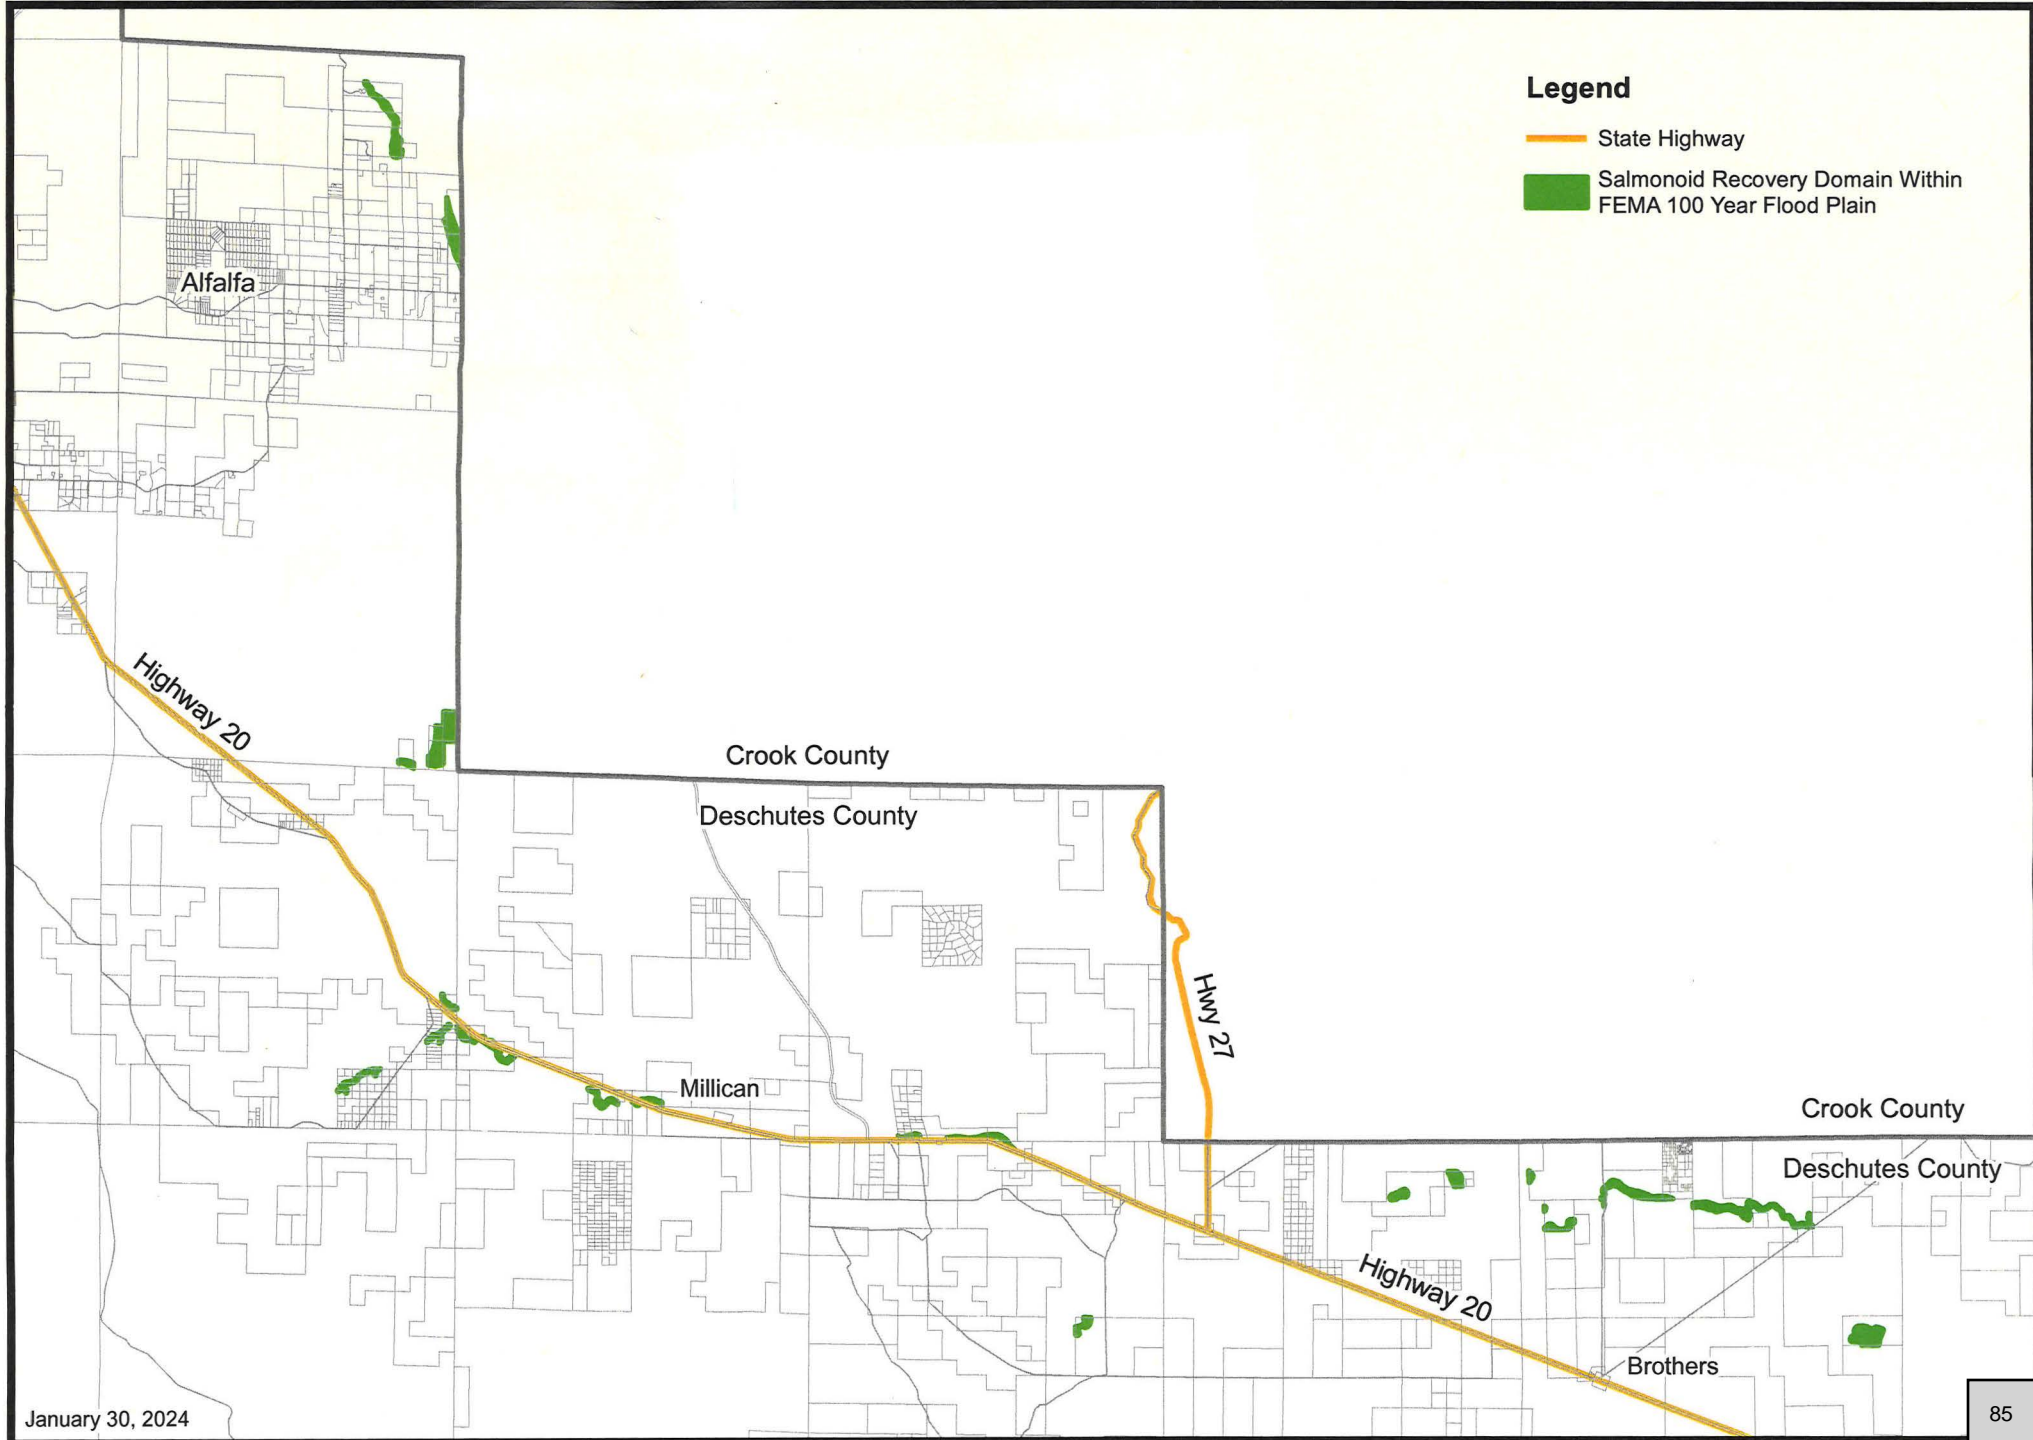 Legend
State Highway
Salmonoid Recovery Domain Within
FEMA 100 Year Flood Plain
Alfalfa
Highway 20
Crook County
Deschutes County
Hwy 27
Millican
Crook County
Deschutes County
Highway 20
Brothers
January 30, 2024
85